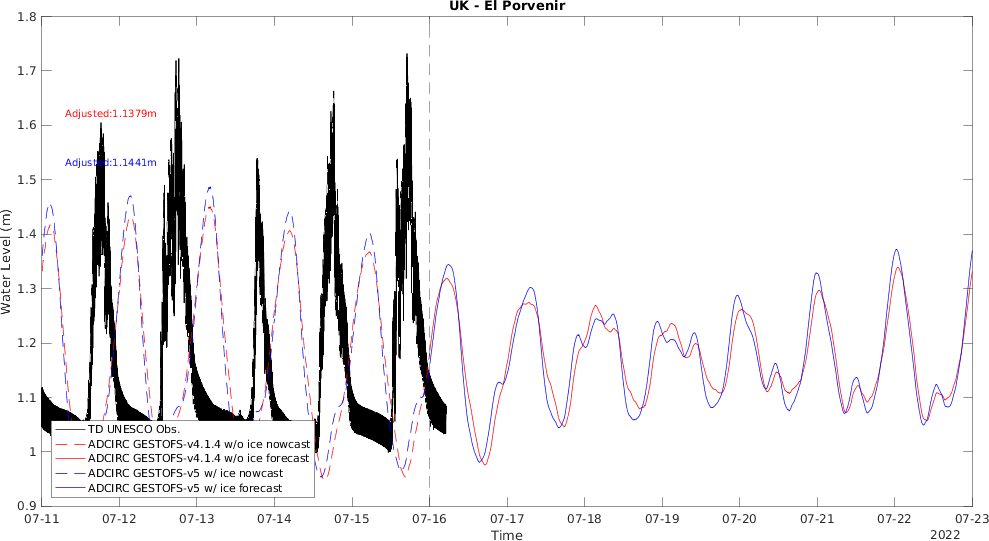 UK - El Porvenir
1.8
1.7
1.6
1.5
1.4
1.3
1.2
1.1
1
0.9
Water Level (m)
Adjusted:1.1379m
Adjusted:1.1441m
TD UNESCO Obs.
ADCIRC GESTOFS-v4.1.4 w/o ice nowcast
ADCIRC GESTOFS-v4.1.4 w/o ice forecast
ADCIRC GESTOFS-v5 w/ ice nowcast
ADCIRC GESTOFS-v5 w/ ice forecast
07-11 07-12 07-13 07-14 07-15 07-16 07-17 07-18 07-19 07-20 07-21 07-22 07-23
Time
2022